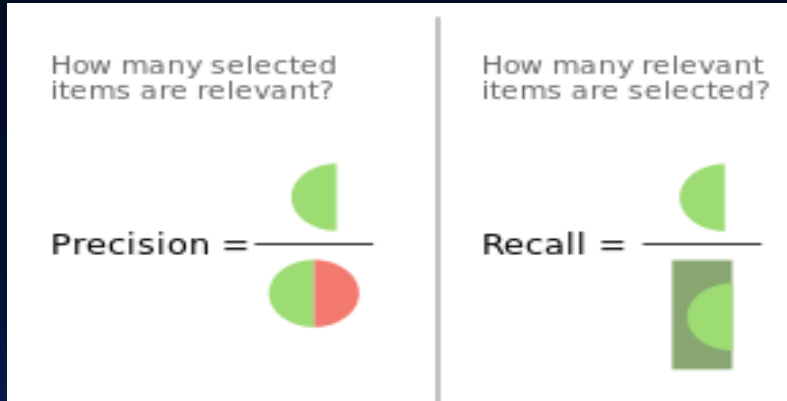 How many selected
items are relevant?
Precision =
How many relevant
items are selected?
Recall =